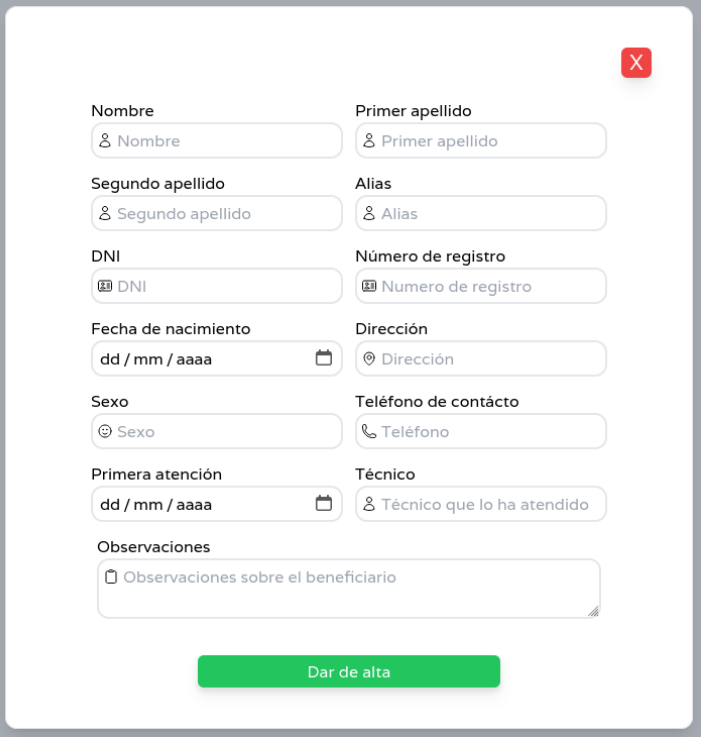 X
Nombre Primer apellido
Nombre Primer apellido
Segundo apellido Alias
Segundo apellido Alias
DNI Número de registro
DNI Numero de registro
Fecha de nacimiento Dirección
dd / mm / aaaa Dirección
Sexo Teléfono de contácto
Sexo Teléfono
Primera atención Técnico
dd / mm / aaaa Técnico que lo ha atendido
Observaciones
Observaciones sobre el beneficiario
Dar de alta